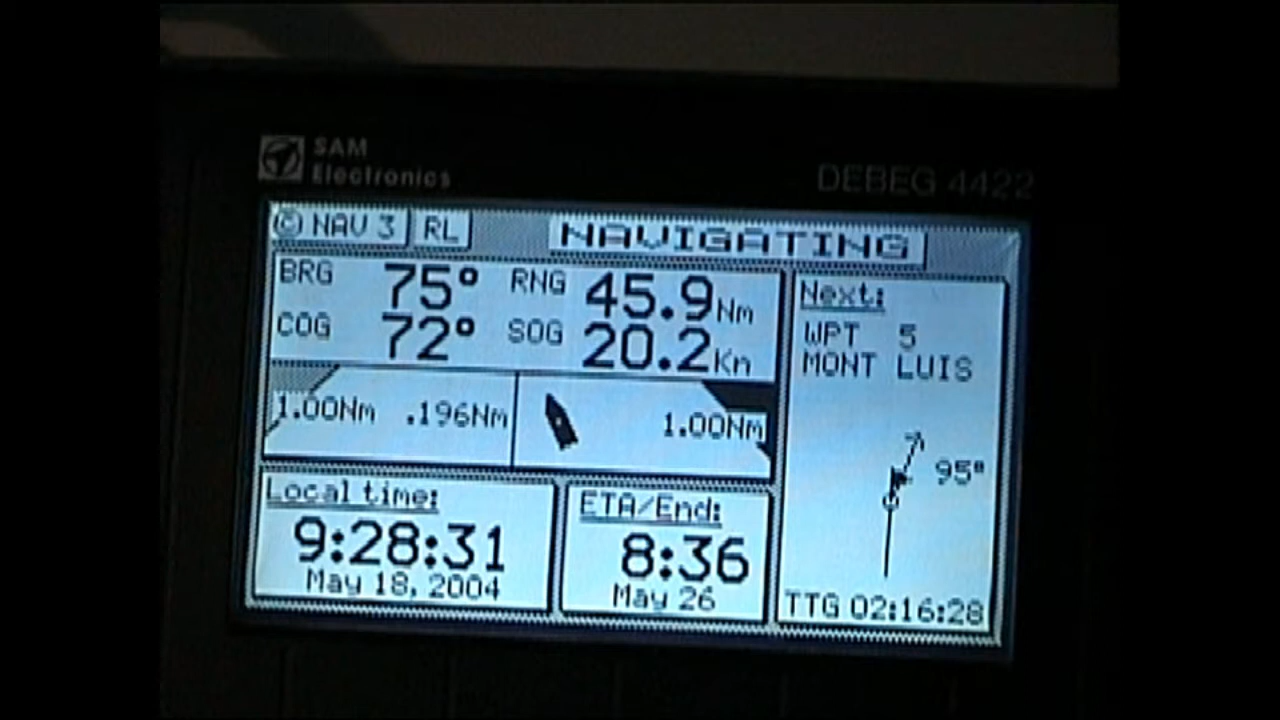 SAM
Electronics
DEBEG 4422
© NAV 3 RL NAVIGATING
BRG 75° RNG 45.9Nm
COG 72° SOG 20.2Kn
Next:
WPT 5
MONT LUIS
1.00Nm .196Nm 1.00Nm
95°
Local time:
9:28:31
May 18, 2004
ETA/End:
8:36
May 26
TTG 02:16:28